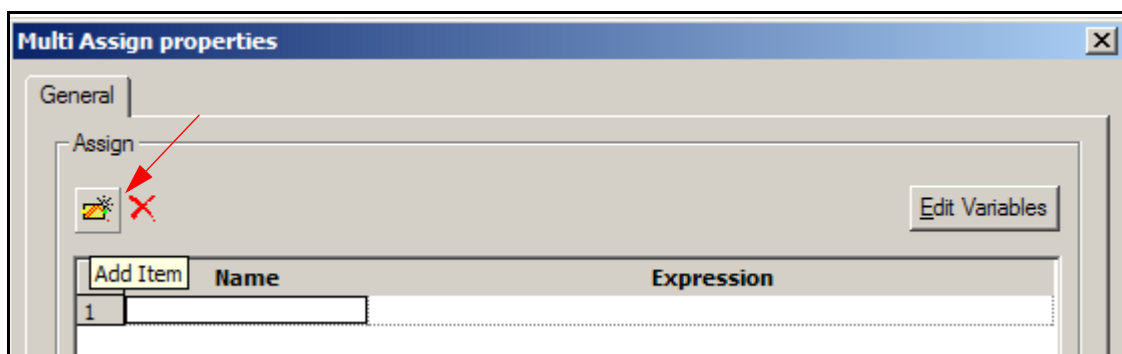 Multi Assign properties
General
Assign
Edit Variables
Add Item Name Expression
1